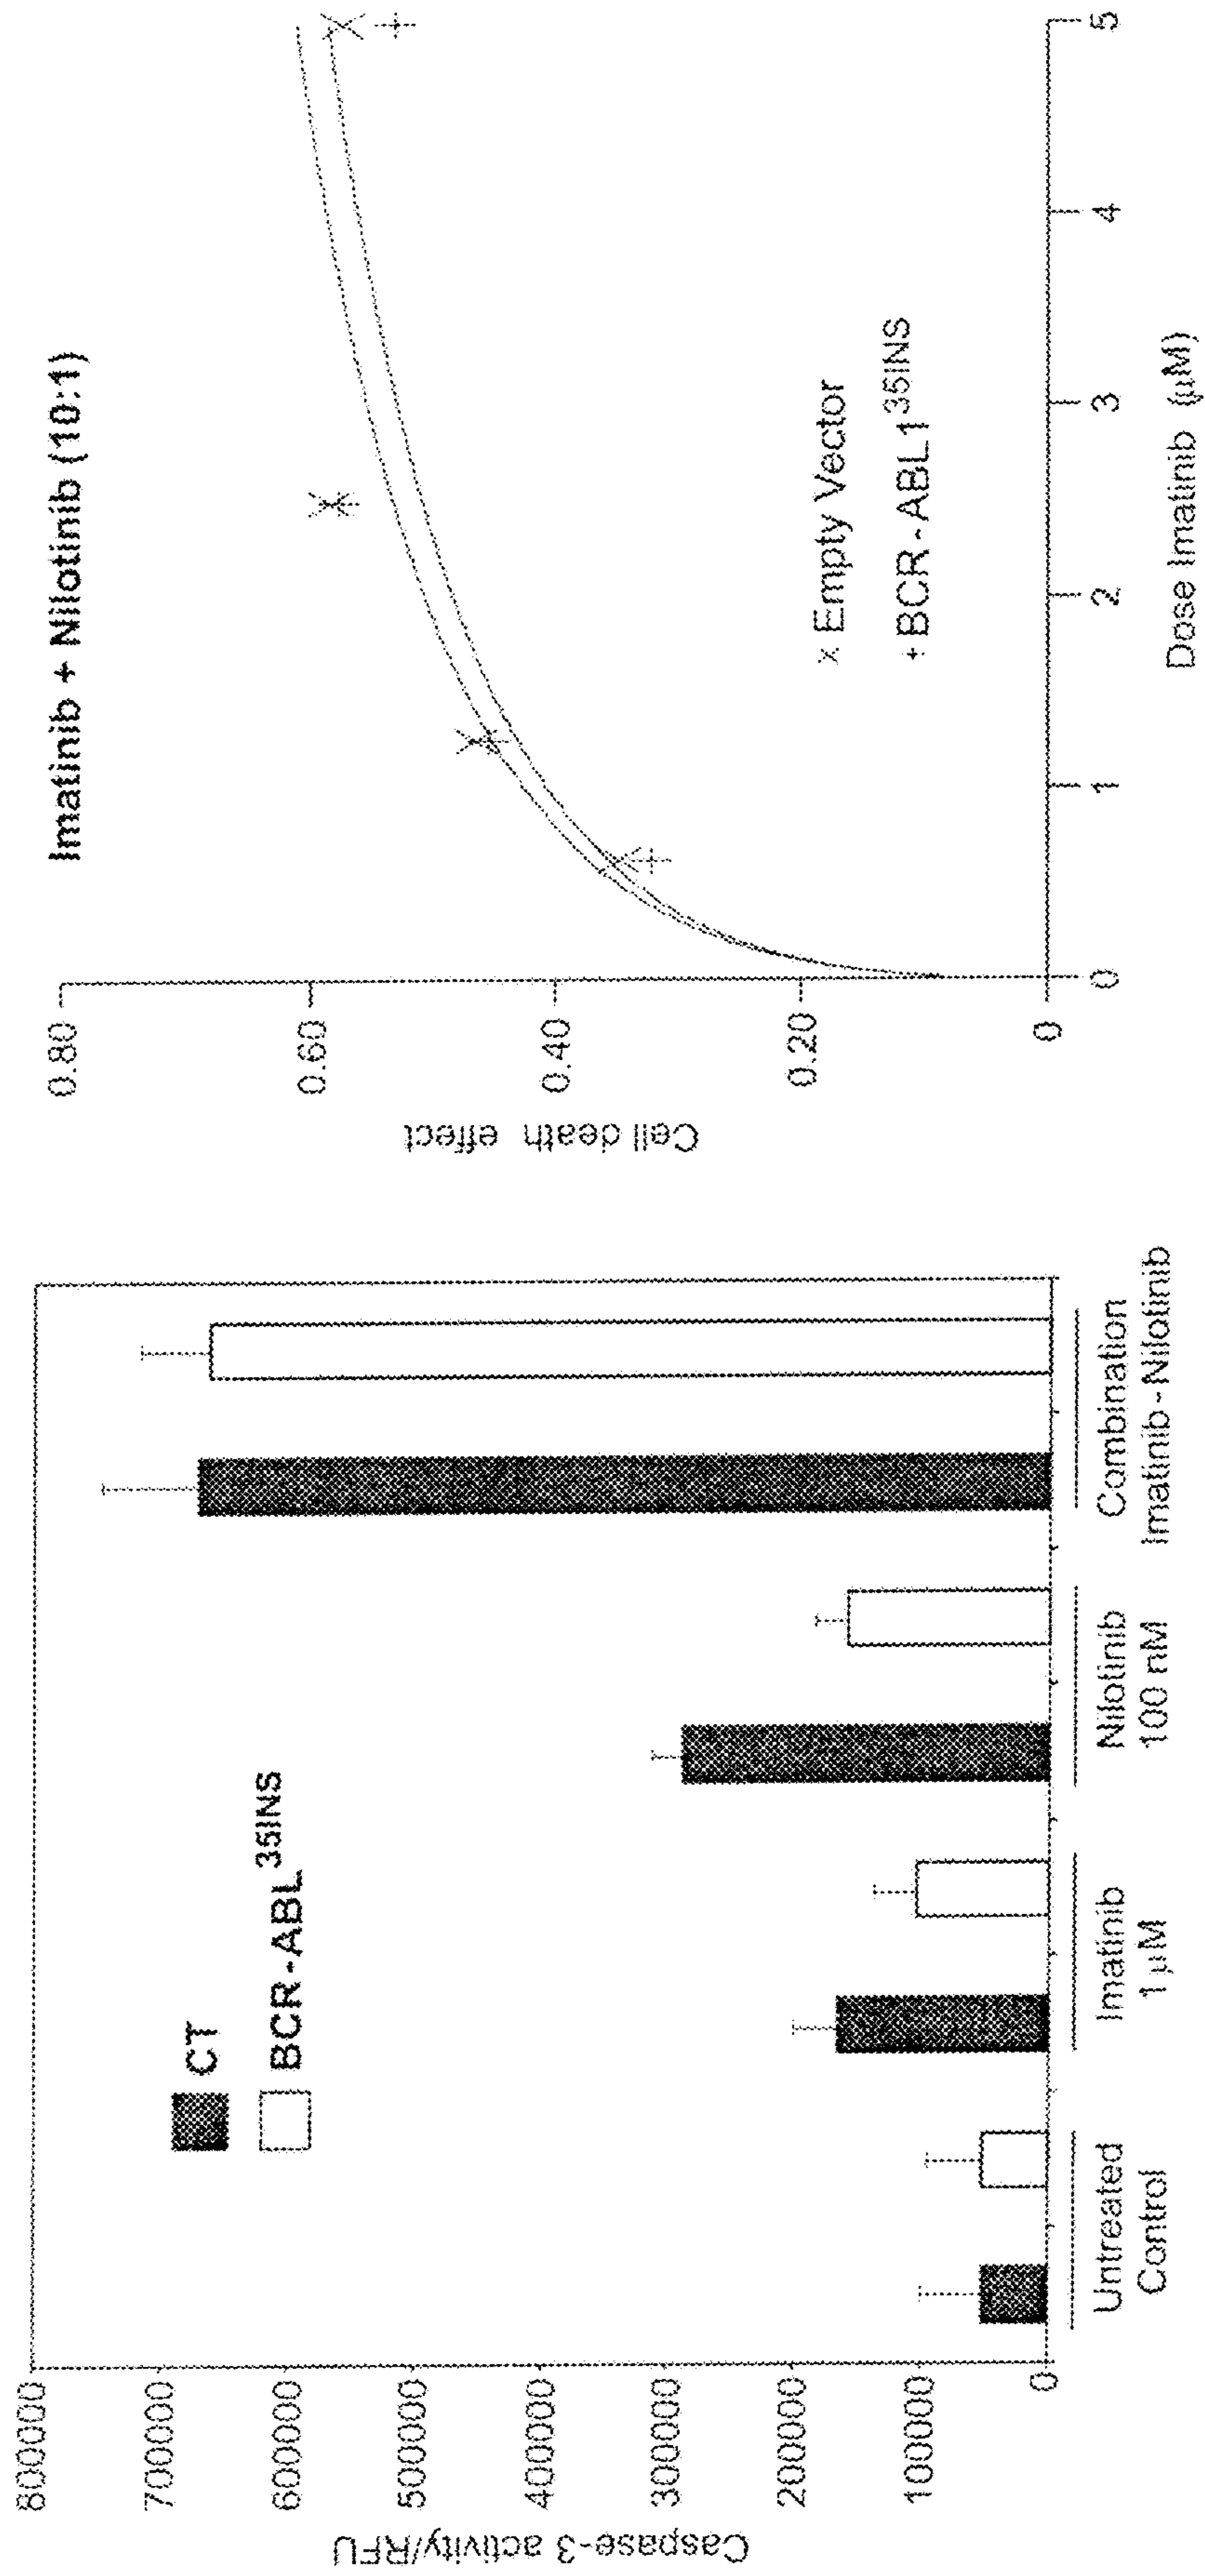 800000
700000
600000
500000
400000
300000
200000
100000
0
Caspase-3 activity/RFU
CT
BCR-ABL35INS
Untreated
Control
Imatinib
1 µM
Nilotinib
100 nM
Combination
Imatinib-Nilotinib
Imatinib + Nilotinib (10:1)
0.80
0.60
0.40
0.20
0
Cell death effect
x Empty Vector
+ BCR-ABL1 35INS
0 1 2 3 4 5
Dose Imatinib (µM)